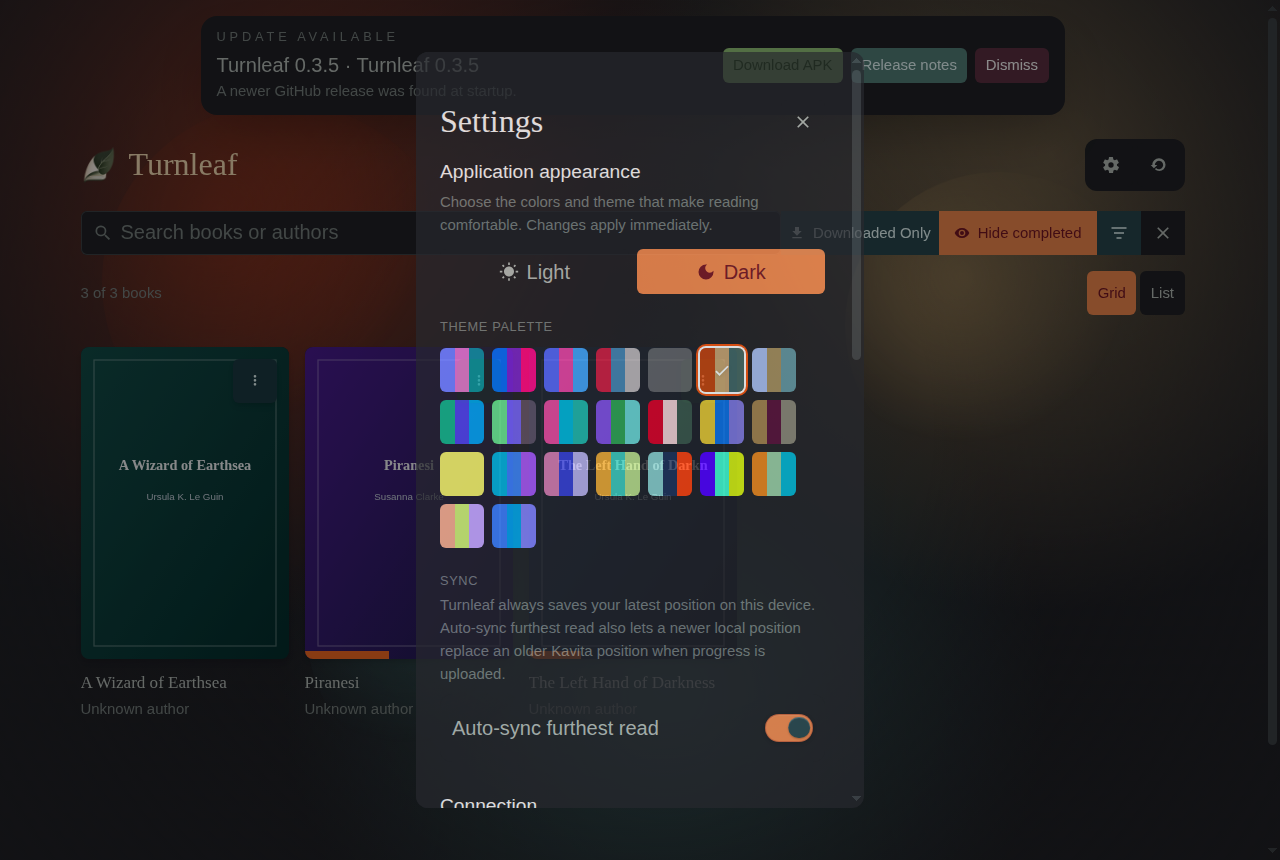 UPDATE AVAILABLE
Turnleaf 0.3.5 · Turnleaf 0.3.5
A newer GitHub release was found at startup.
Download APK
Release notes
Dismiss
Turnleaf
Search books or authors
Downloaded Only
Hide completed
3 of 3 books
Grid
List
Settings
Application appearance
Choose the colors and theme that make reading
comfortable. Changes apply immediately.
Light
Dark
THEME PALETTE
SYNC
Turnleaf always saves your latest position on this device.
Auto-sync furthest read also lets a newer local position
replace an older Kavita position when progress is
uploaded.
Auto-sync furthest read
Connection
A Wizard of Earthsea
Ursula K. Le Guin
A Wizard of Earthsea
Unknown author
Piranesi
Susanna Clarke
Piranesi
Unknown author
The Left Hand of Darkn
Ursula K. Le Guin
The Left Hand of Darkness
Unknown author